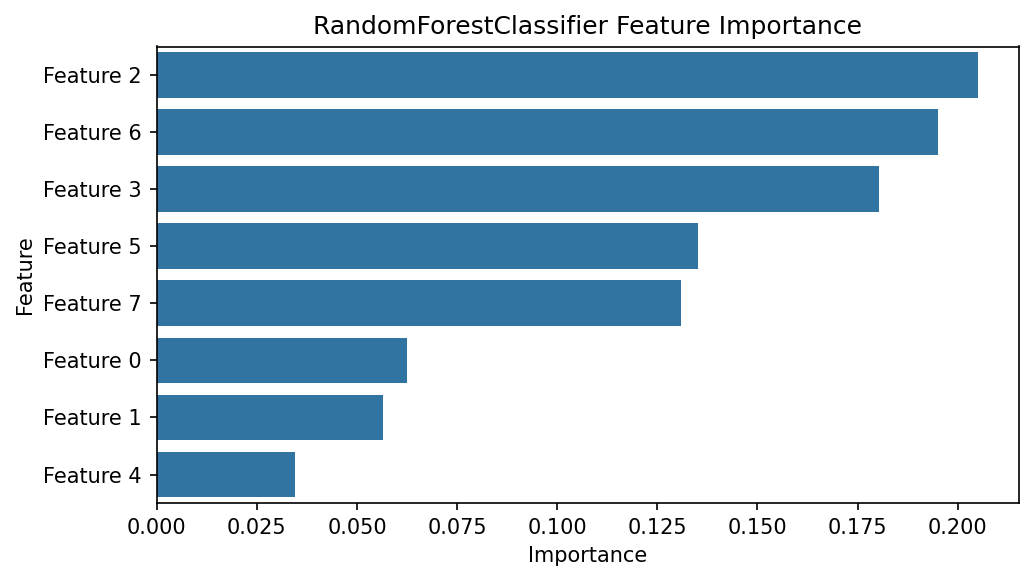 RandomForestClassifier Feature Importance
Feature
Feature 2
Feature 6
Feature 3
Feature 5
Feature 7
Feature 0
Feature 1
Feature 4
0.000 0.025 0.050 0.075 0.100 0.125 0.150 0.175 0.200
Importance